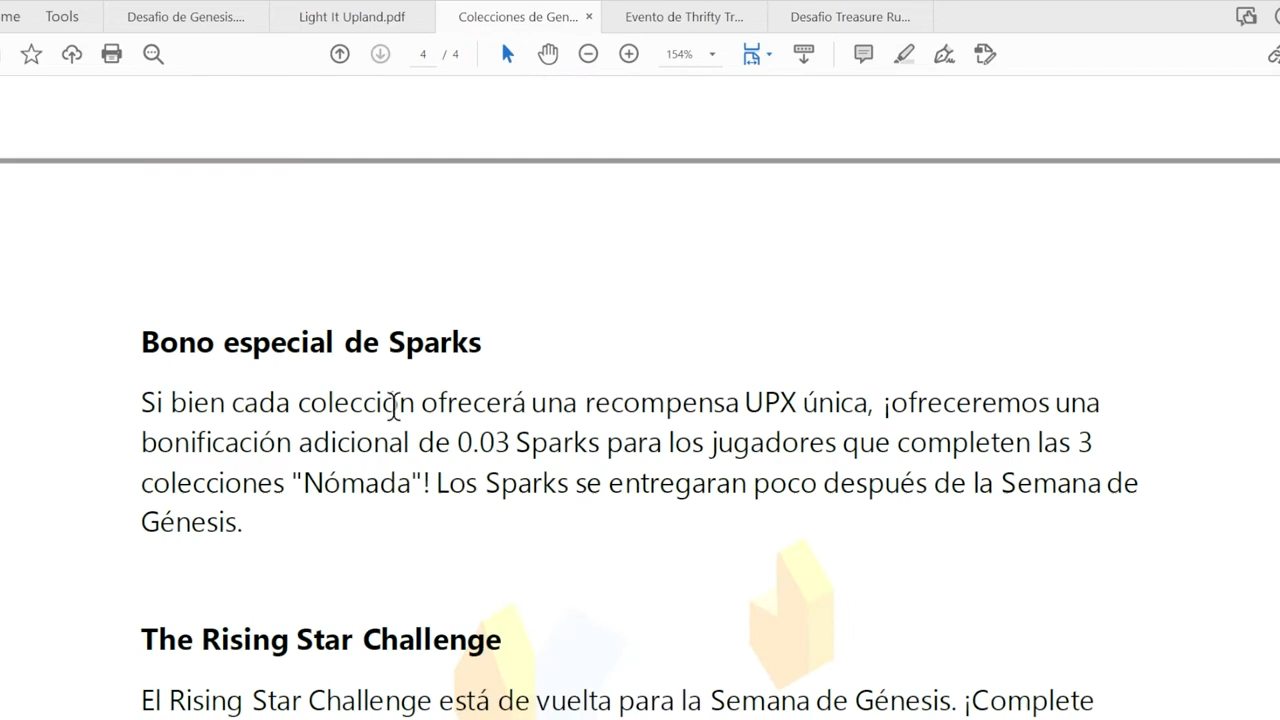 me Tools Desafio de Genesis.... Light It Upland.pdf Colecciones de Gen... × Evento de Thrifty Tr... Desafio Treasure Ru...
4 / 4 154%
Bono especial de Sparks
Si bien cada colección ofrecerá una recompensa UPX única, ¡ofreceremos una
bonificación adicional de 0.03 Sparks para los jugadores que completen las 3
colecciones "Nómada"! Los Sparks se entregaran poco después de la Semana de
Génesis.
The Rising Star Challenge
El Rising Star Challenge está de vuelta para la Semana de Génesis. ¡Complete